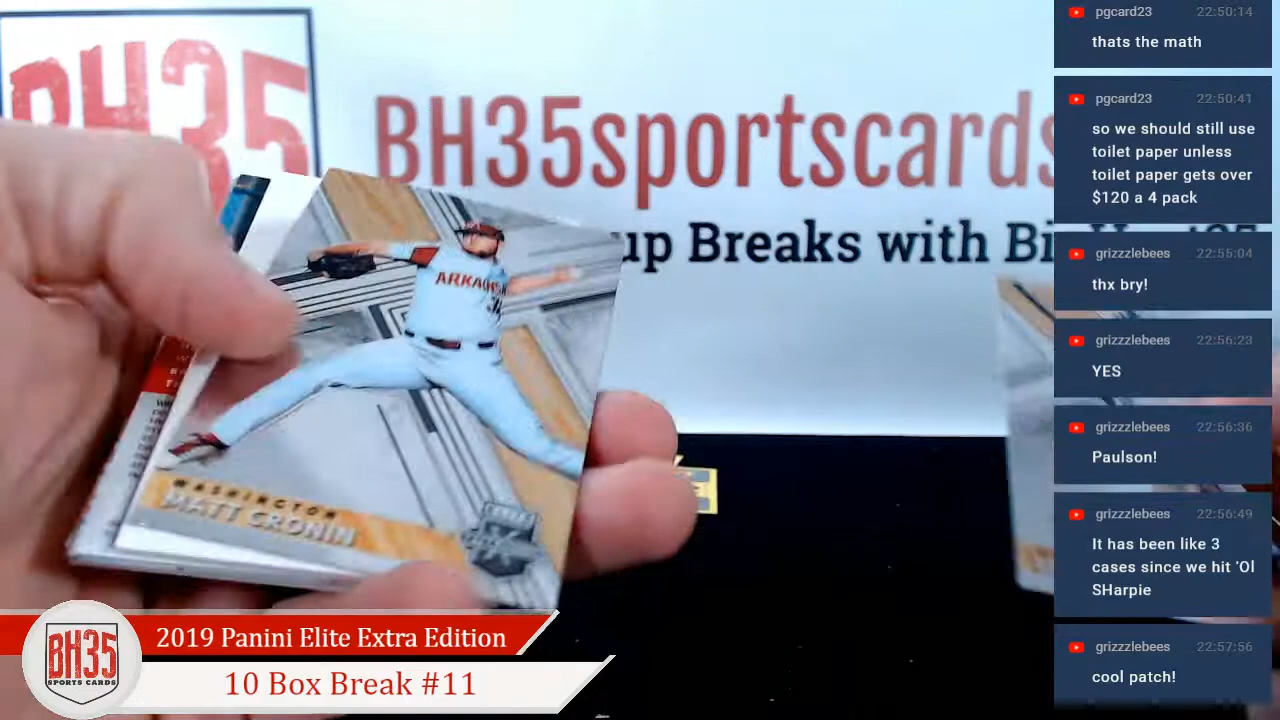 BH35
BH35sportscards
up Breaks with Bi
ARKANSAS
WASHINGTON
MATT CRONIN
BH35
SPORTS CARDS
2019 Panini Elite Extra Edition
10 Box Break #11
pgcard23 22:50:14
thats the math
pgcard23 22:50:41
so we should still use
toilet paper unless
toilet paper gets over
$120 a 4 pack
grizzzlebees 22:55:04
thx bry!
grizzzlebees 22:56:23
YES
grizzzlebees 22:56:36
Paulson!
grizzzlebees 22:56:49
It has been like 3
cases since we hit 'Ol
SHarpie
grizzzlebees 22:57:56
cool patch!